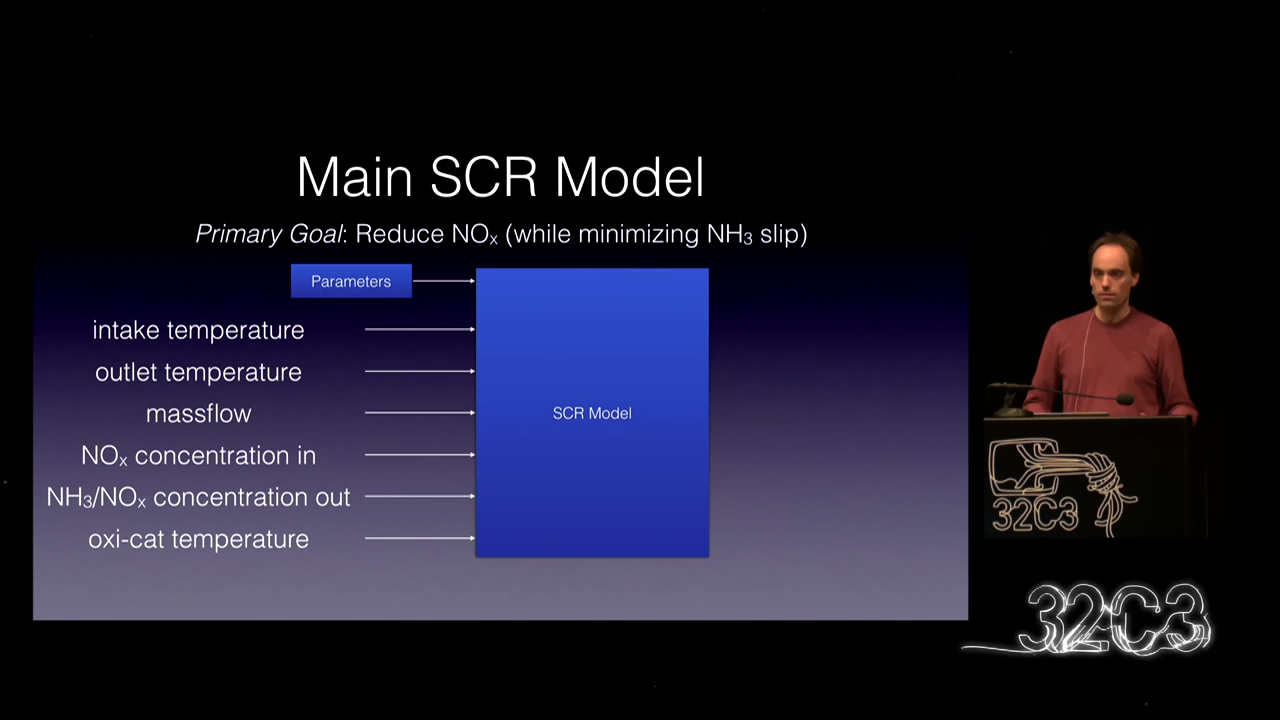 Main SCR Model
Primary Goal: Reduce NOₓ (while minimizing NH₃ slip)
Parameters
intake temperature
outlet temperature
massflow
NOₓ concentration in
NH₃/NOₓ concentration out
oxi-cat temperature
SCR Model
32C3
32C3